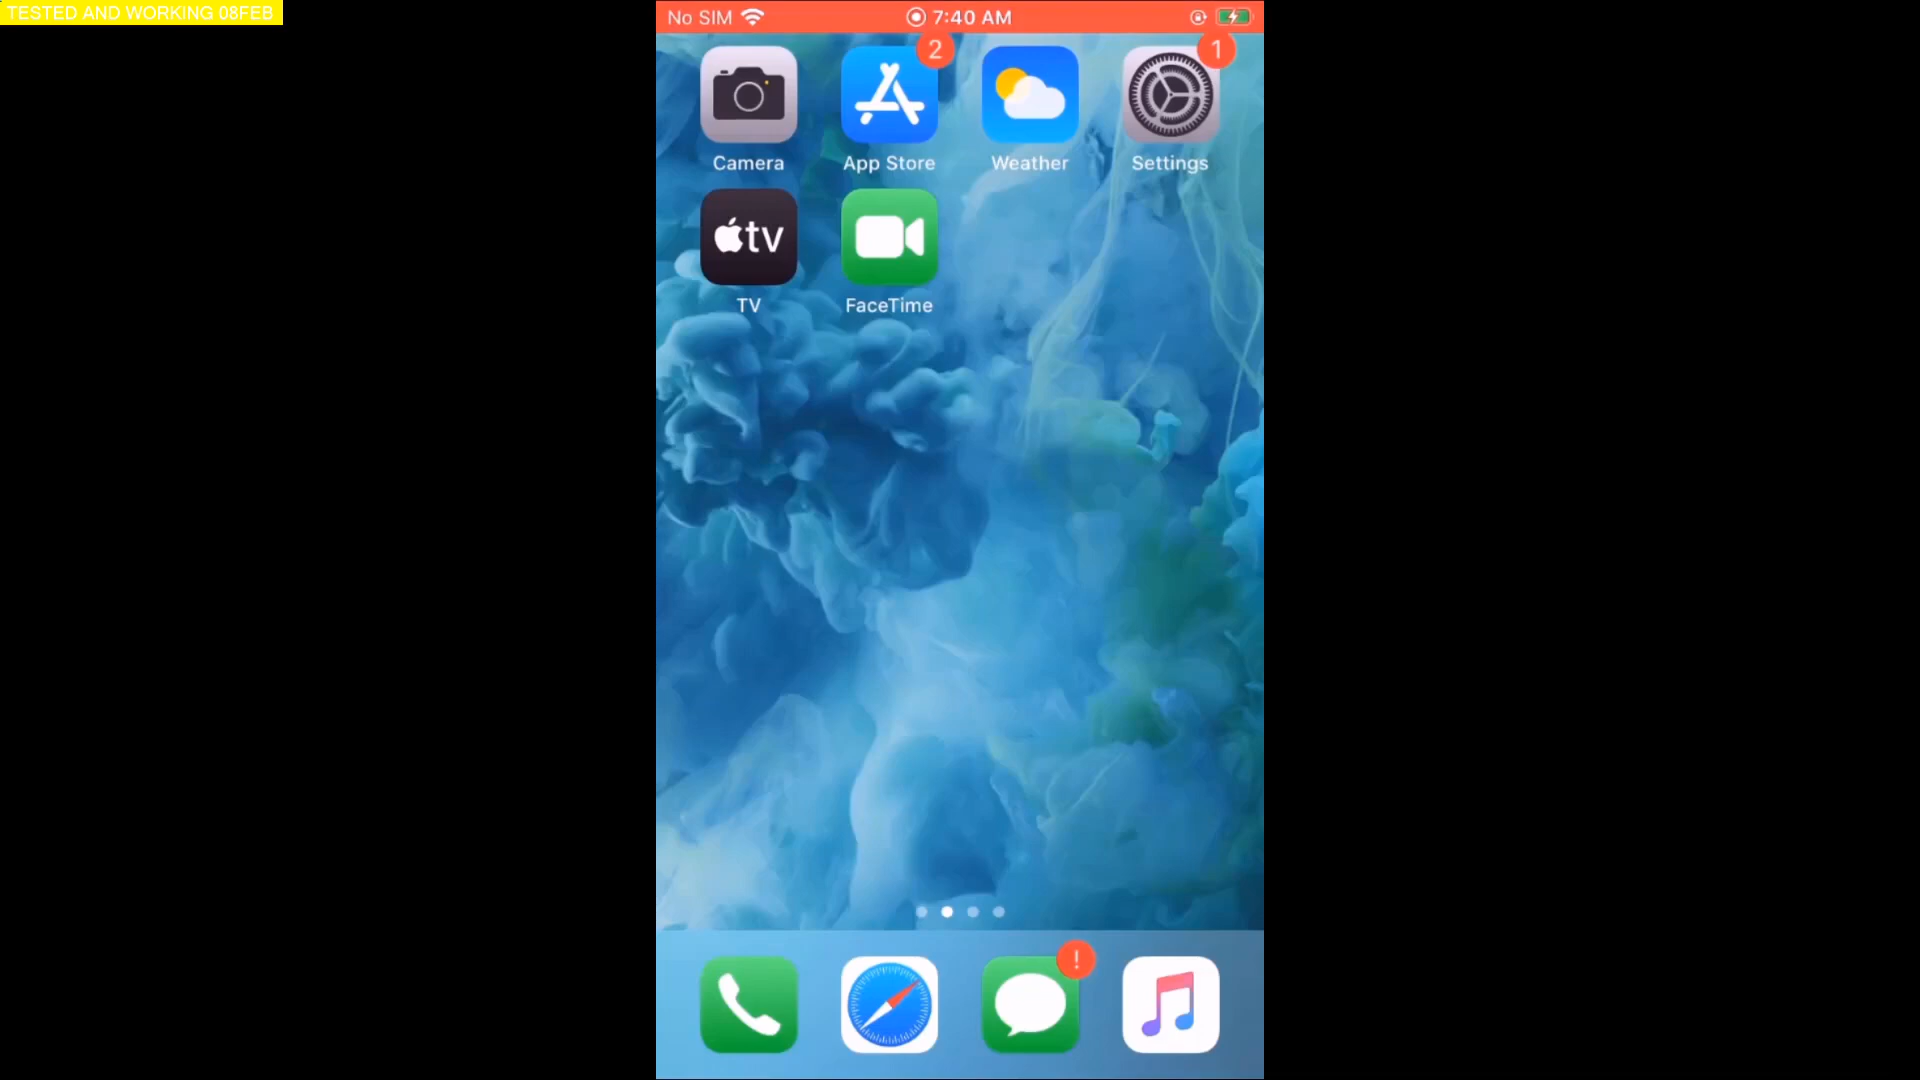 TESTED AND WORKING 08FEB
No SIM 7:40 AM
2
1
Camera App Store Weather Settings
tv
TV FaceTime
!